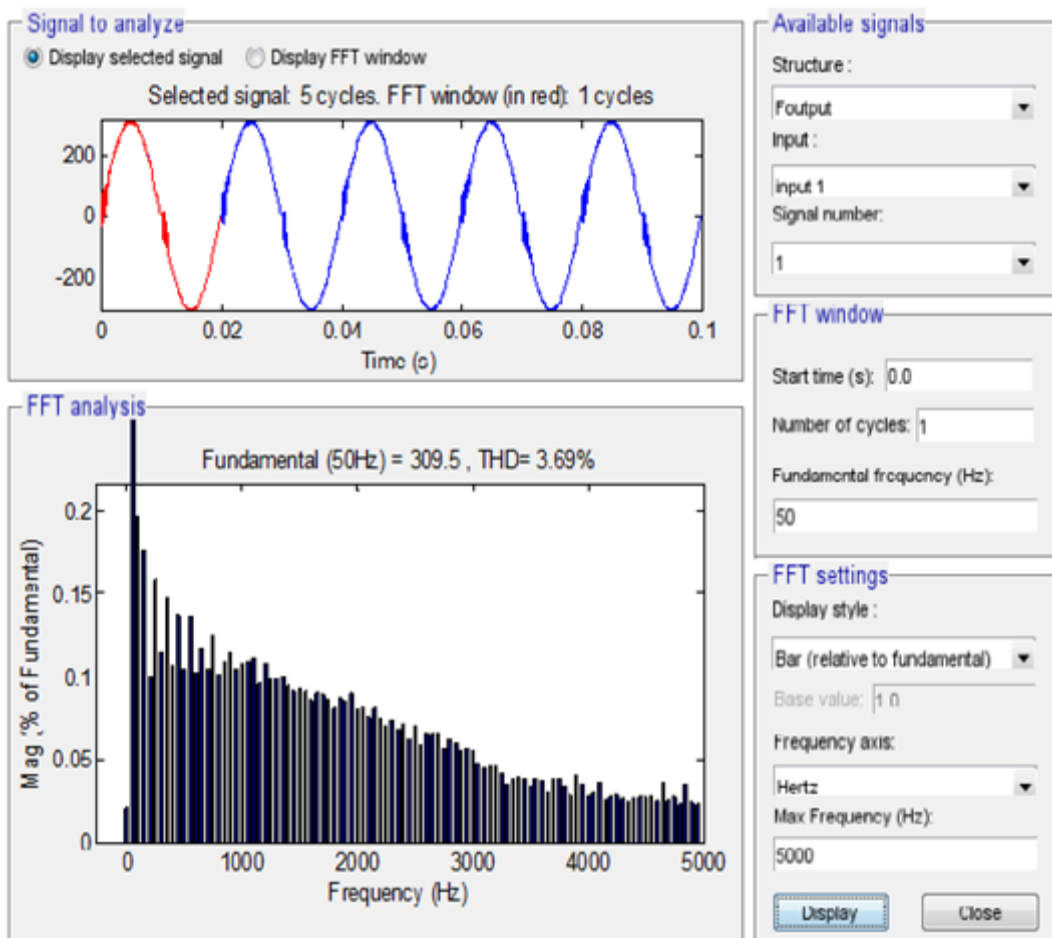 Signal to analyze
Display selected signal Display FFT window
Selected signal: 5 cycles. FFT window (in red): 1 cycles
200
0
-200
0 0.02 0.04 0.06 0.08 0.1
Time (s)
FFT analysis
Fundamental (50Hz) = 309.5 , THD= 3.69%
Mag (% of Fundamental)
0.2
0.15
0.1
0.05
0
0 1000 2000 3000 4000 5000
Frequency (Hz)
Available signals
Structure :
Foutput
Input :
input 1
Signal number:
1
FFT window
Start time (s): 0.0
Number of cycles: 1
Fundamental frequency (Hz):
50
FFT settings
Display style :
Bar (relative to fundamental)
Base value: 1.0
Frequency axis:
Hertz
Max Frequency (Hz):
5000
Display Close